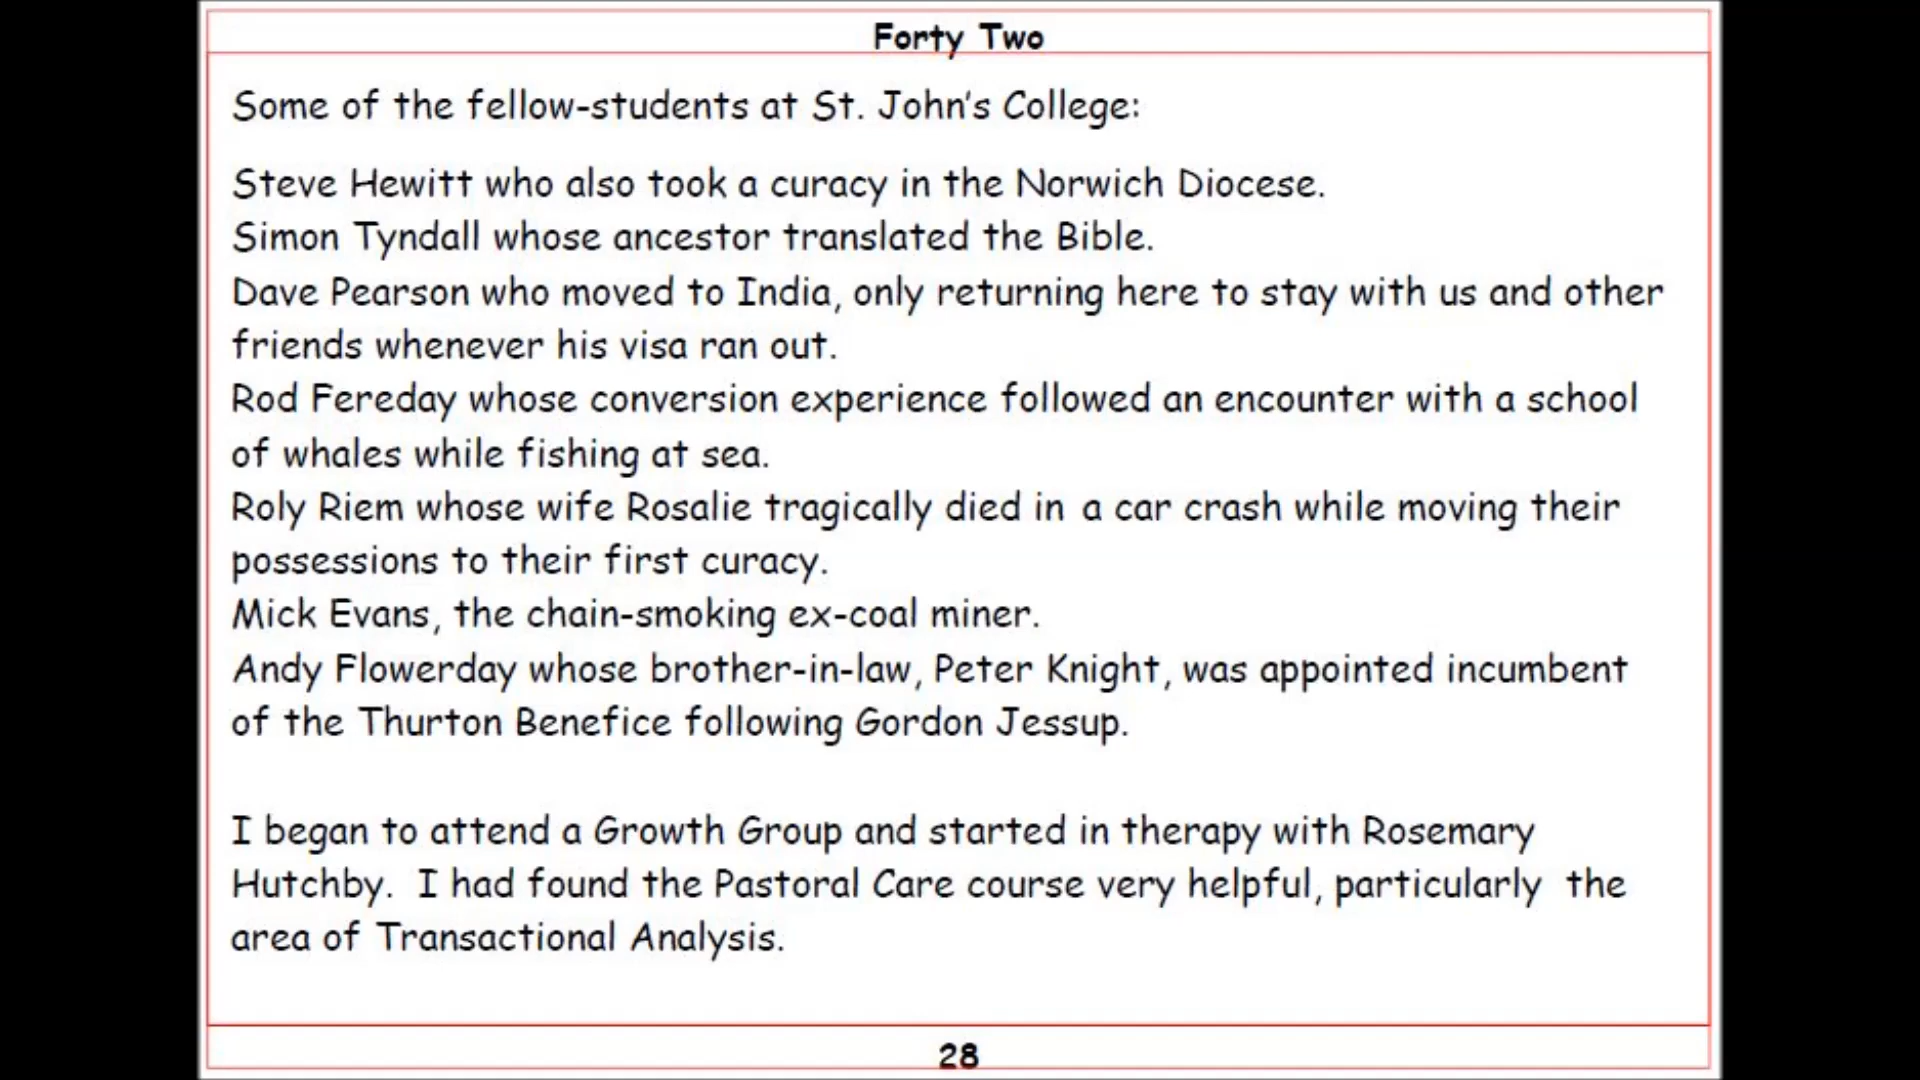 Forty Two
Some of the fellow-students at St. John's College:
Steve Hewitt who also took a curacy in the Norwich Diocese.
Simon Tyndall whose ancestor translated the Bible.
Dave Pearson who moved to India, only returning here to stay with us and other
friends whenever his visa ran out.
Rod Fereday whose conversion experience followed an encounter with a school
of whales while fishing at sea.
Roly Riem whose wife Rosalie tragically died in a car crash while moving their
possessions to their first curacy.
Mick Evans, the chain-smoking ex-coal miner.
Andy Flowerday whose brother-in-law, Peter Knight, was appointed incumbent
of the Thurton Benefice following Gordon Jessup.
I began to attend a Growth Group and started in therapy with Rosemary
Hutchby.  I had found the Pastoral Care course very helpful, particularly  the
area of Transactional Analysis.
28